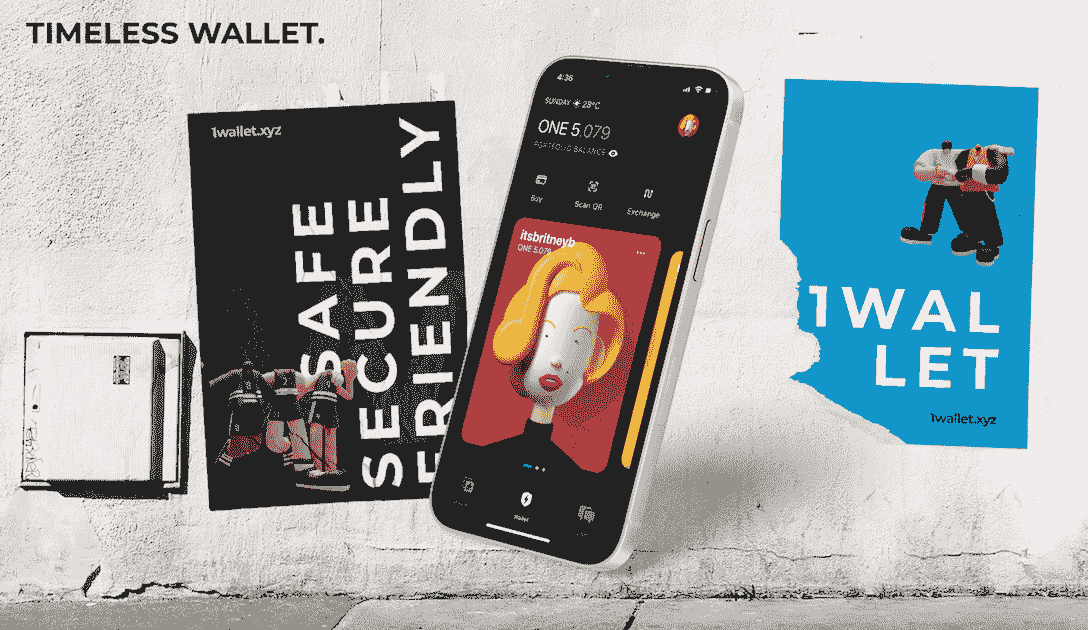 TIMELESS WALLET.
1wallet.xyz
SAFE
SECURE
FRIENDLY
4:36
SUNDAY 28°C
ONE 5.079
PORTFOLIO BALANCE
Buy
Scan QR
Exchange
itsbritneyb
ONE 5.079
Wallet
1WAL
LET
1wallet.xyz